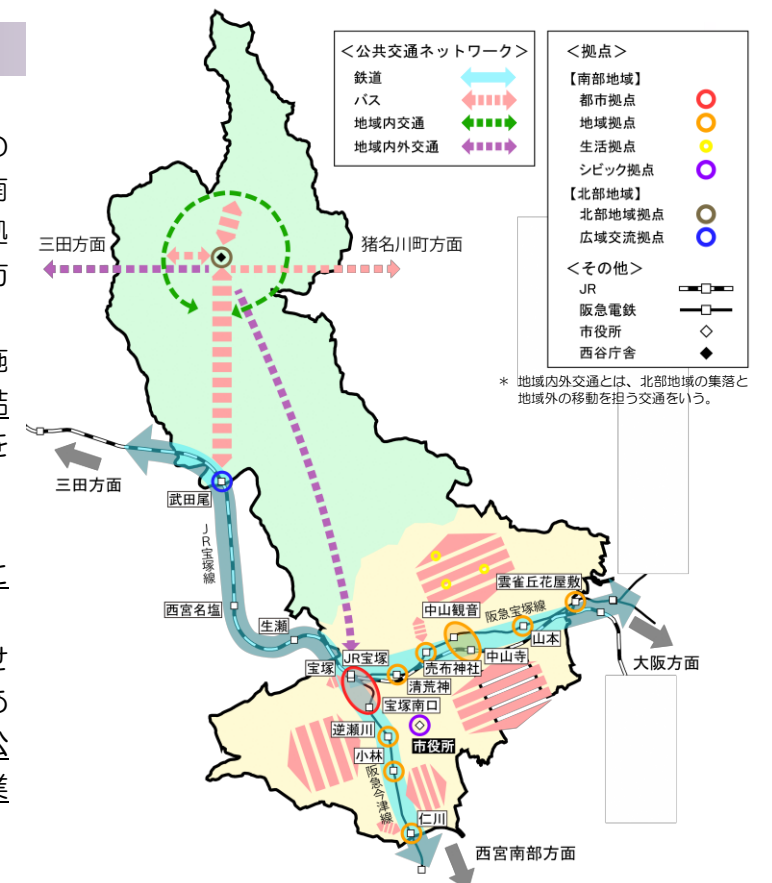 の
を
せ
＜公共交通ネットワーク＞
鉄道
バス
地域内交通
地域内外交通
＜拠点＞
【南部地域】
都市拠点
地域拠点
生活拠点
シビック拠点
【北部地域】
北部地域拠点
広域交流拠点
＜その他＞
JR
阪急電鉄
市役所
西谷庁舎
＊ 地域内外交通とは、北部地域の集落と
地域外の移動を担う交通をいう。
三田方面
猪名川町方面
三田方面
武田尾
JR宝塚線
西宮名塩
生瀬
宝塚
JR宝塚
雲雀丘花屋敷
中山観音
阪急宝塚線
山本
売布神社
中山寺
大阪方面
清荒神
宝塚南口
逆瀬川
市役所
小林
阪急今津線
仁川
西宮南部方面